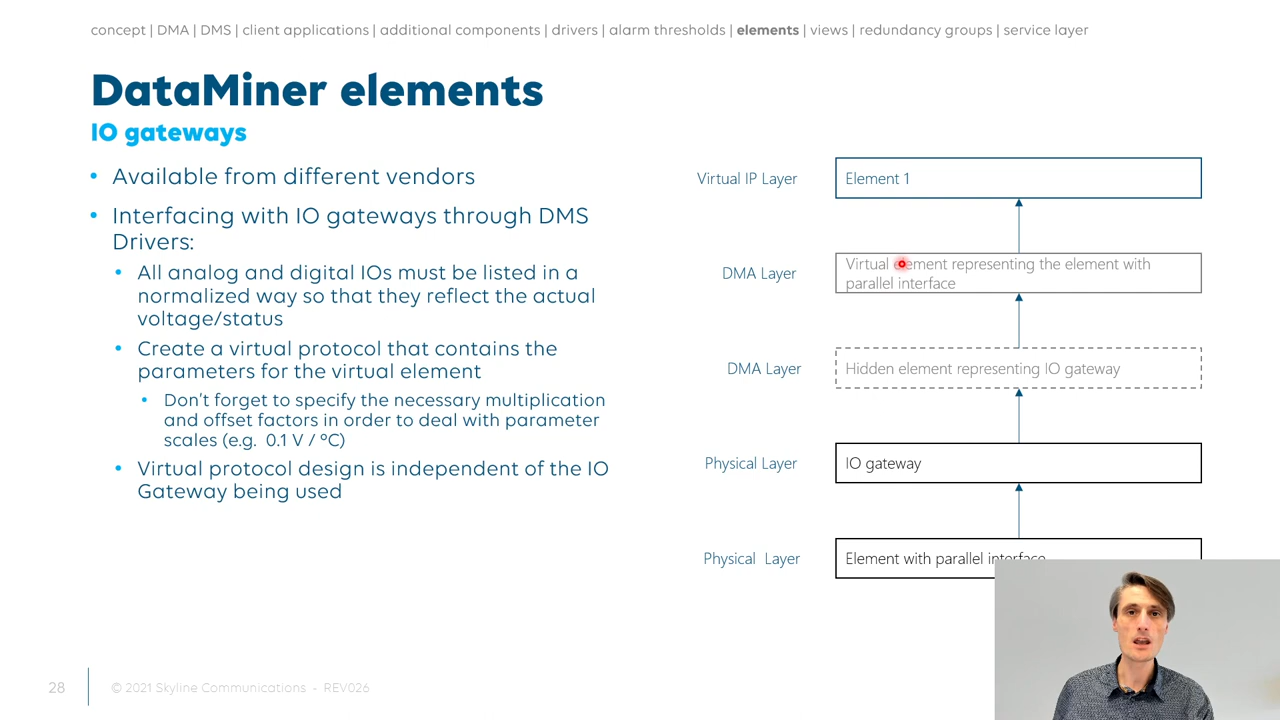 concept | DMA | DMS | client applications | additional components | drivers | alarm thresholds | elements | views | redundancy groups | service layer
DataMiner elements
IO gateways
• Available from different vendors
• Interfacing with IO gateways through DMS
Drivers:
• All analog and digital IOs must be listed in a
normalized way so that they reflect the actual
voltage/status
• Create a virtual protocol that contains the
parameters for the virtual element
• Don't forget to specify the necessary multiplication
and offset factors in order to deal with parameter
scales (e.g. 0.1 V / ºC)
• Virtual protocol design is independent of the IO
Gateway being used
Virtual IP Layer
Element 1
DMA Layer
Virtual element representing the element with
parallel interface
DMA Layer
Hidden element representing IO gateway
Physical Layer
IO gateway
Physical Layer
Element with parallel interface
28
© 2021 Skyline Communications - REV026